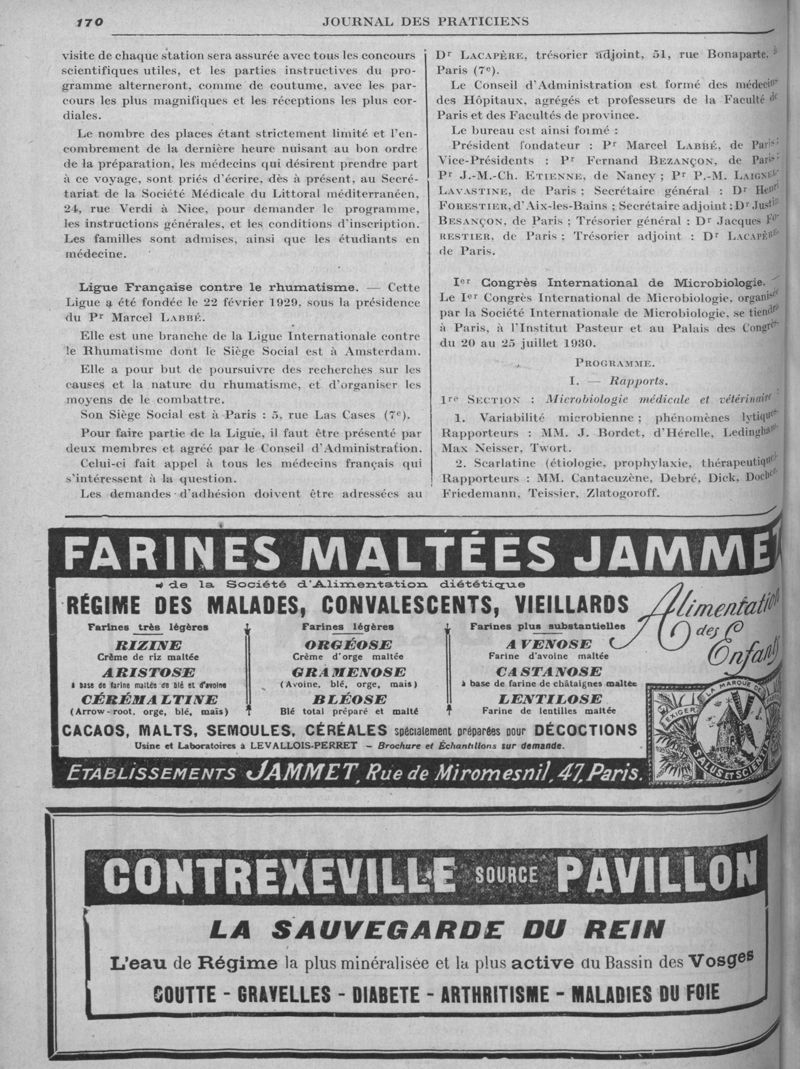 170
JOURNAL DES PRATICIENS
visite de chaque station sera assurée avec tous les concours
scientifiques utiles, et les parties instructives du pro-
gramme alterneront, comme de coutume, avec les par-
cours les plus magnifiques et les réceptions les plus cor-
diales.
Le nombre des places étant strictement limité et l'en-
combrement de la dernière heure nuisant au bon ordre
de la préparation, les médecins qui désirent prendre part
à ce voyage, sont priés d'écrire, dès à présent, au Secré-
tariat de la Société Médicale du Littoral méditerranéen,
24, rue Verdi à Nice, pour demander le programme,
les instructions générales, et les conditions d'inscription.
Les familles sont admises, ainsi que les étudiants en
médecine.
Ligue Française contre le rhumatisme. — Cette
Ligue a été fondée le 22 février 1929, sous la présidence
du Pr Marcel LABBÉ.
Elle est une branche de la Ligue Internationale contre
le Rhumatisme dont le Siège Social est à Amsterdam.
Elle a pour but de poursuivre des recherches sur les
causes et la nature du rhumatisme, et d'organiser les
moyens de le combattre.
Son Siège Social est à Paris : 5, rue Las Cases (7e).
Pour faire partie de la Ligue, il faut être présenté par
deux membres et agréé par le Conseil d'Administration.
Celui-ci fait appel à tous les médecins français qui
s'intéressent à la question.
Les demandes d'adhésion doivent être adressées au
Dr LACAPÈRE, trésorier adjoint, 51, rue Bonaparte, à
Paris (7e).
Le Conseil d'Administration est formé des médecins
des Hôpitaux, agrégés et professeurs de la Faculté de
Paris et des Facultés de province.
Le bureau est ainsi formé :
Président fondateur : Pr Marcel LABBÉ, de Paris ;
Vice-Présidents : Pr Fernand BEZANÇON, de Paris ;
Pr J.-M.-Ch. ETIENNE, de Nancy ; Pr P.-M. LAIGNEL-
LAVASTINE, de Paris ; Secrétaire général : Dr Henri
FORESTIER, d'Aix-les-Bains ; Secrétaire adjoint : Dr Justin
BESANÇON, de Paris ; Trésorier général : Dr Jacques FO-
RESTIER, de Paris ; Trésorier adjoint : Dr LACAPÈRE,
de Paris.
Ier Congrès International de Microbiologie. —
Le Ier Congrès International de Microbiologie, organisé
par la Société Internationale de Microbiologie, se tiendra
à Paris, à l'Institut Pasteur et au Palais des Congrès
du 20 au 25 juillet 1930.
PROGRAMME.
I. — Rapports.
1re SECTION : Microbiologie médicale et vétérinaire :
1. Variabilité microbienne ; phénomènes lytiques.
Rapporteurs : MM. J. Bordet, d'Hérelle, Ledingham,
Max Neisser, Twort.
2. Scarlatine (étiologie, prophylaxie, thérapeutique).
Rapporteurs : MM. Cantacuzène, Debré, Dick, Dochez,
Friedemann, Teissier, Zlatogoroff.
FARINES MALTÉES JAMMET
de la Société d'Alimentation diététique
RÉGIME DES MALADES, CONVALESCENTS, VIEILLARDS
Alimentation
des
Enfants
Farines très légères
RIZINE
Crème de riz maltée
ARISTOSE
à base de farine maltée de blé et d'avoine
CÉRÉMALTINE
(Arrow-root, orge, blé, maïs)
Farines légères
ORGÉOSE
Crème d'orge maltée
GRAMENOSE
(Avoine, blé, orge, maïs)
BLÉOSE
Blé total préparé et malté
Farines plus substantielles
AVENOSE
Farine d'avoine maltée
CASTANOSE
à base de farine de châtaignes maltée
LENTILOSE
Farine de lentilles maltée
CACAOS, MALTS, SEMOULES, CÉRÉALES spécialement préparées pour DÉCOCTIONS
Usine et Laboratoires à LEVALLOIS-PERRET – Brochure et Échantillons sur demande.
EXIGER
LA MARQUE DE
SALUS ET SCIENTIA
ETABLISSEMENTS JAMMET, Rue de Miromesnil, 47, Paris.
CONTREXEVILLE SOURCE PAVILLON
LA SAUVEGARDE DU REIN
L'eau de Régime la plus minéralisée et la plus active du Bassin des Vosges
GOUTTE - GRAVELLES - DIABETE - ARTHRITISME - MALADIES DU FOIE